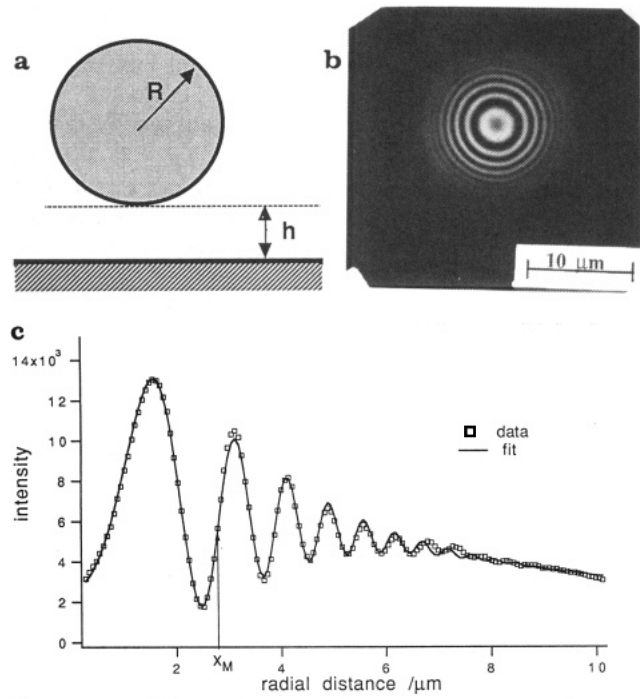 a
b
R
h
10 μm
c
14x10³
12
10
8
6
4
2
0
intensity
data
fit
2
X_M
4
6
8
10
radial distance /μm